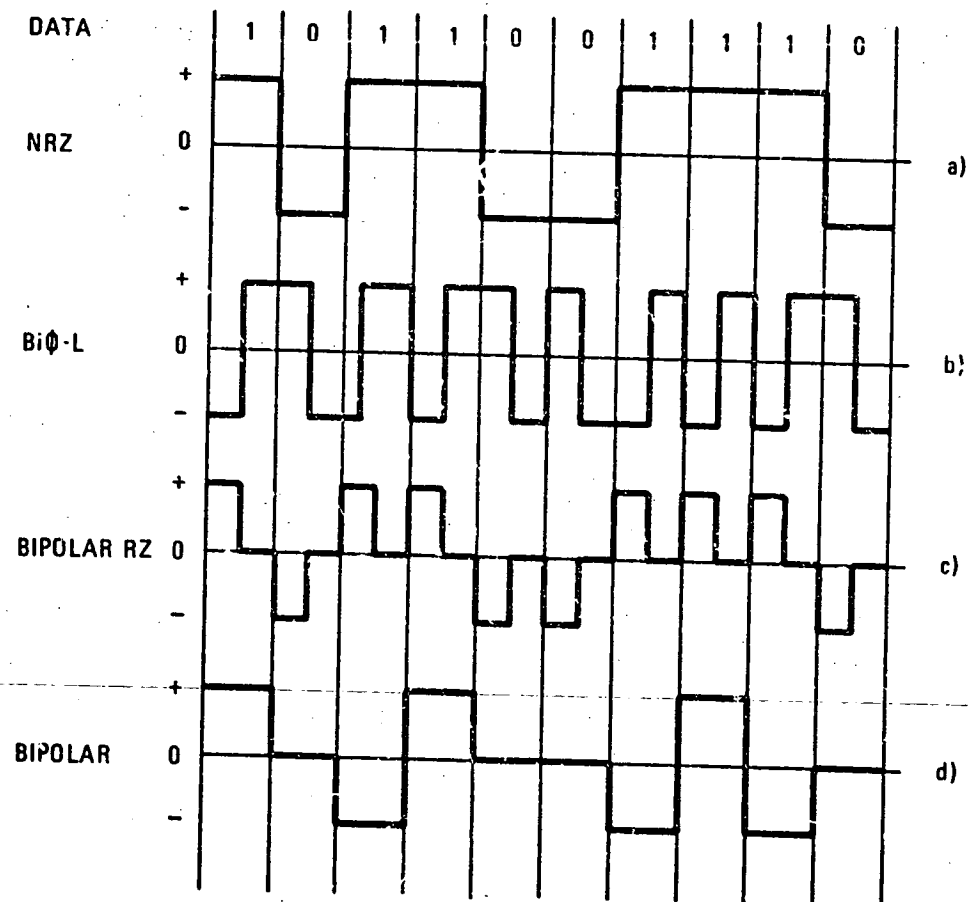 DATA 1 0 1 1 0 0 1 1 1 0
+
NRZ 0 a)
-
+
BiΦ-L 0 b)
-
+
BIPOLAR RZ 0 c)
-
+
BIPOLAR 0 d)
-